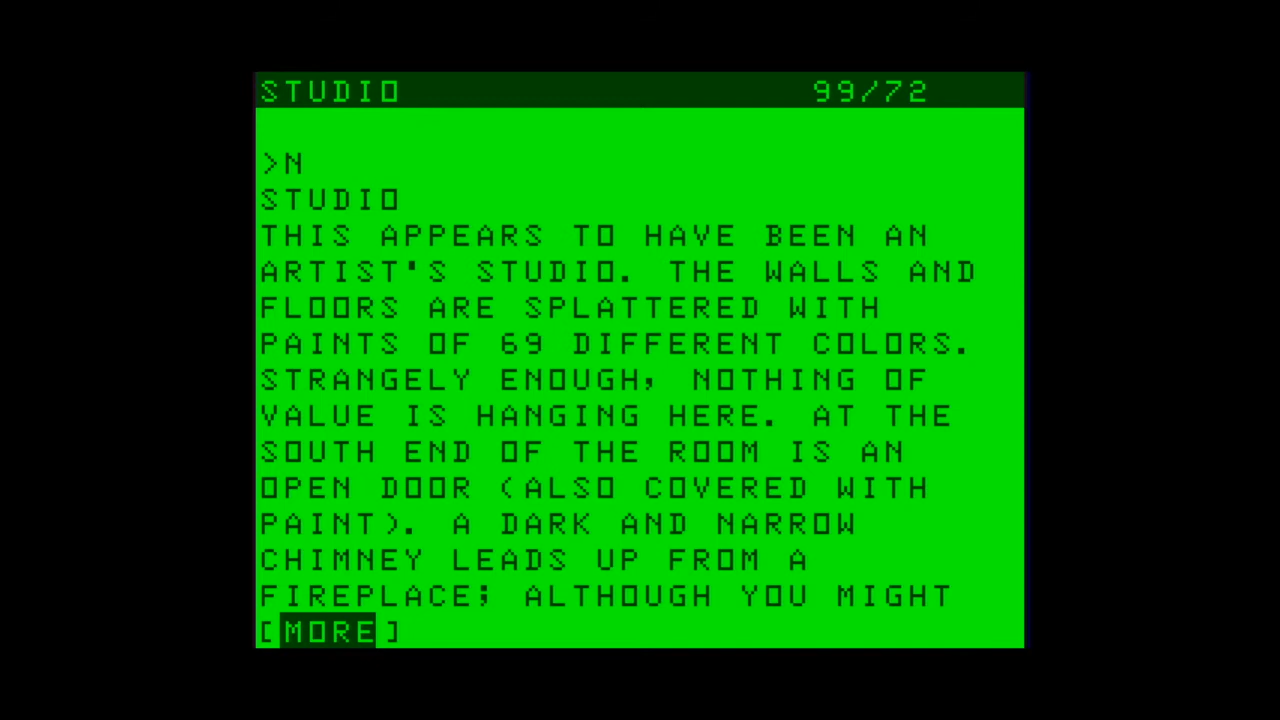 STUDIO 99/72
>N
STUDIO
THIS APPEARS TO HAVE BEEN AN
ARTIST'S STUDIO. THE WALLS AND
FLOORS ARE SPLATTERED WITH
PAINTS OF 69 DIFFERENT COLORS.
STRANGELY ENOUGH, NOTHING OF
VALUE IS HANGING HERE. AT THE
SOUTH END OF THE ROOM IS AN
OPEN DOOR (ALSO COVERED WITH
PAINT). A DARK AND NARROW
CHIMNEY LEADS UP FROM A
FIREPLACE; ALTHOUGH YOU MIGHT
[MORE]